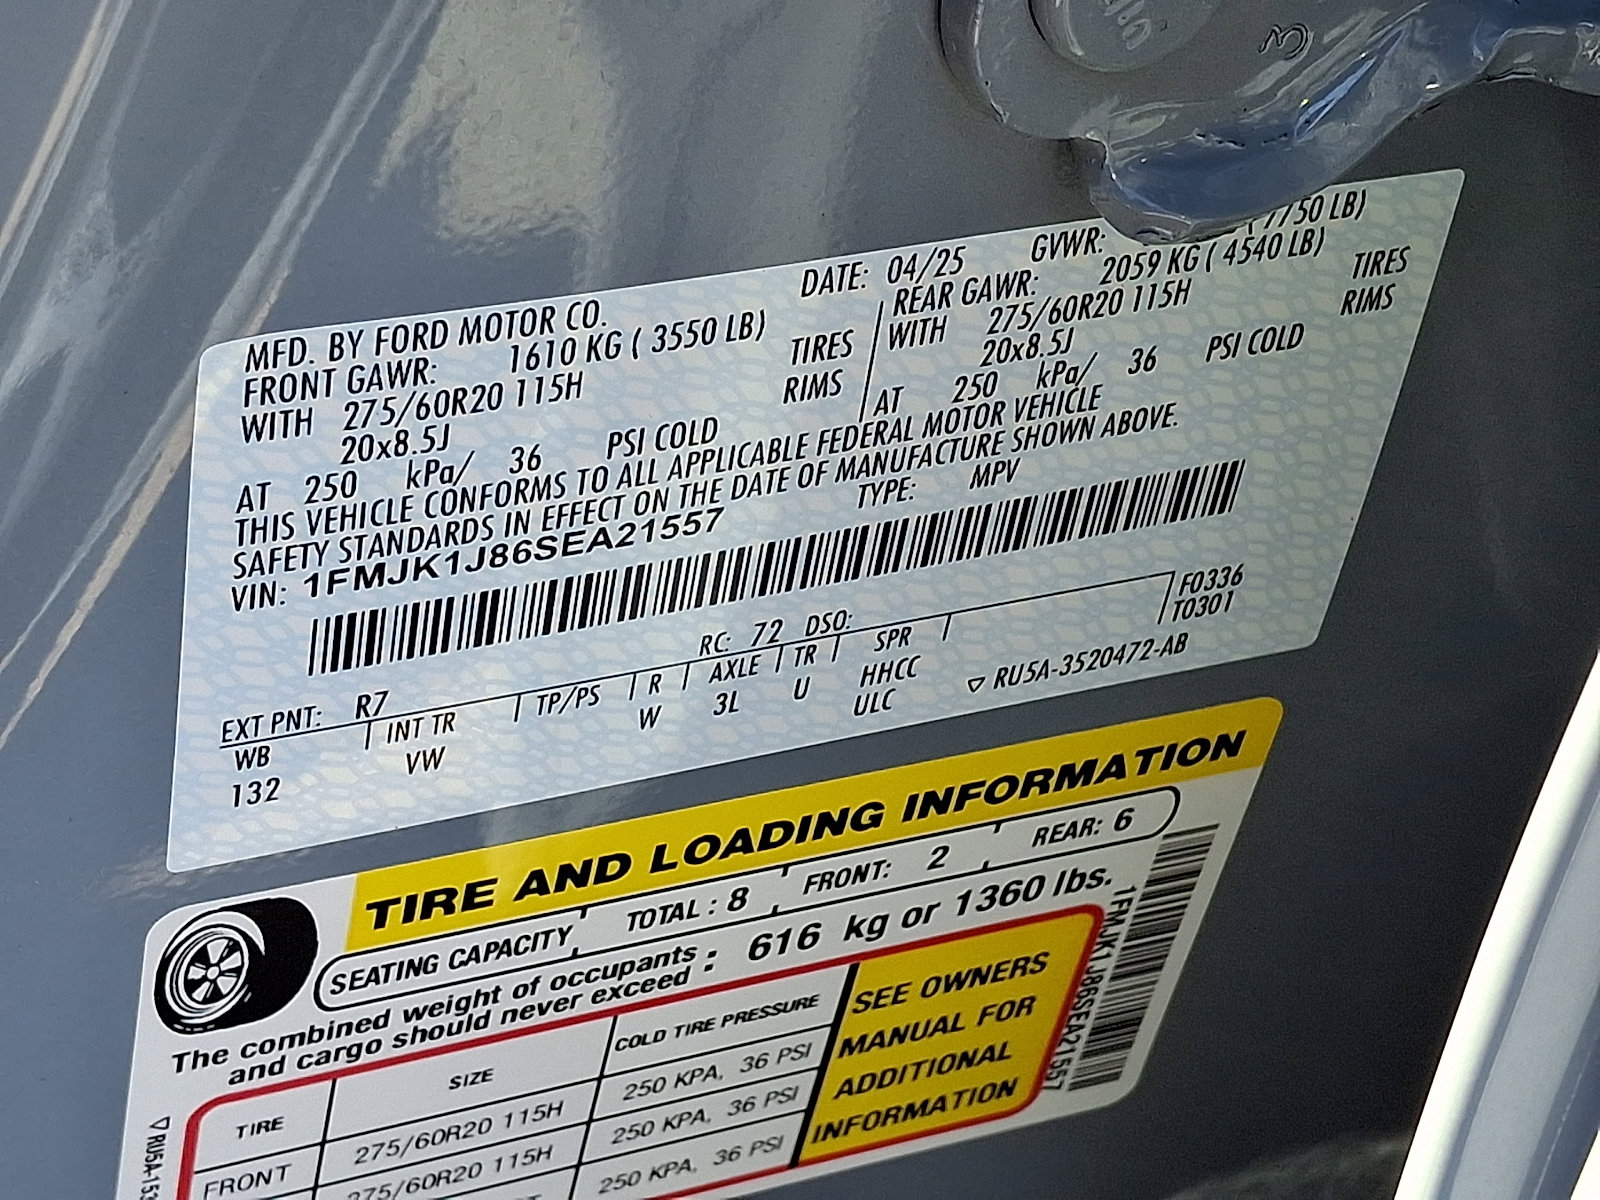 3
DATE: 04/25 GVWR: (7750 LB)
MFD. BY FORD MOTOR CO.
FRONT GAWR: 1610 KG ( 3550 LB)
REAR GAWR: 2059 KG ( 4540 LB)
WITH 275/60R20 115H TIRES
WITH 275/60R20 115H TIRES
20x8.5J RIMS
20x8.5J RIMS
AT 250 kPa/ 36 PSI COLD
AT 250 kPa/ 36 PSI COLD
THIS VEHICLE CONFORMS TO ALL APPLICABLE FEDERAL MOTOR VEHICLE
SAFETY STANDARDS IN EFFECT ON THE DATE OF MANUFACTURE SHOWN ABOVE.
VIN: 1FMJK1J86SEA21557 TYPE: MPV
EXT PNT: R7 RC: 72 DSO:
F0336
T0301
WB INT TR TP/PS R AXLE TR SPR
132 VW W 3L U HHCC
ULC
▽ RU5A-3520472-AB
TIRE AND LOADING INFORMATION
SEATING CAPACITY TOTAL : 8 FRONT: 2 REAR: 6
The combined weight of occupants
and cargo should never exceed : 616 kg or 1360 lbs.
TIRE SIZE COLD TIRE PRESSURE
FRONT 275/60R20 115H 250 KPA, 36 PSI
275/60R20 115H 250 KPA, 36 PSI
250 KPA, 36 PSI
SEE OWNERS
MANUAL FOR
ADDITIONAL
INFORMATION
1FMJK1J86SEA21557